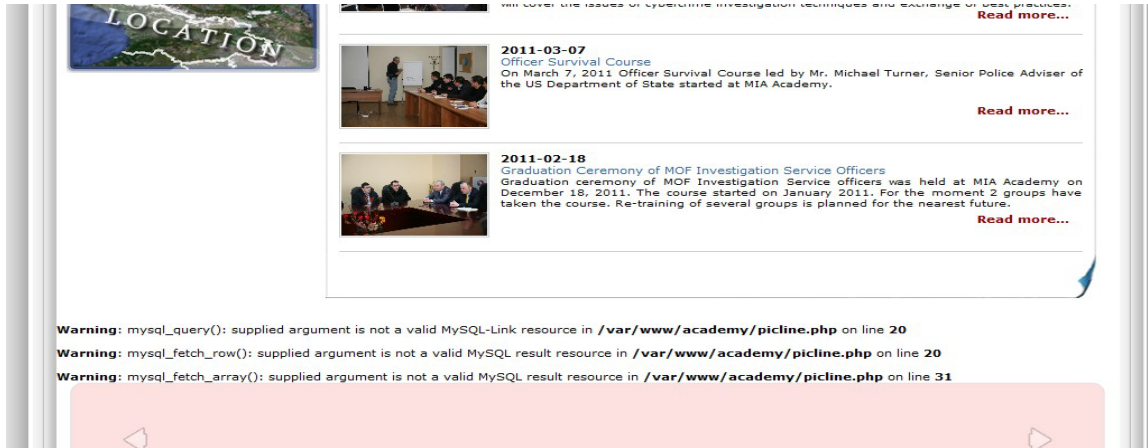 will cover the issues of cybercrime investigation techniques and exchange of best practices.
Read more...
LOCATION
2011-03-07
Officer Survival Course
On March 7, 2011 Officer Survival Course led by Mr. Michael Turner, Senior Police Adviser of
the US Department of State started at MIA Academy.
Read more...
2011-02-18
Graduation Ceremony of MOF Investigation Service Officers
Graduation ceremony of MOF Investigation Service officers was held at MIA Academy on
December 18, 2011. The course started on January 2011. For the moment 2 groups have
taken the course. Re-training of several groups is planned for the nearest future.
Read more...
Warning: mysql_query(): supplied argument is not a valid MySQL-Link resource in /var/www/academy/picline.php on line 20
Warning: mysql_fetch_row(): supplied argument is not a valid MySQL result resource in /var/www/academy/picline.php on line 20
Warning: mysql_fetch_array(): supplied argument is not a valid MySQL result resource in /var/www/academy/picline.php on line 31